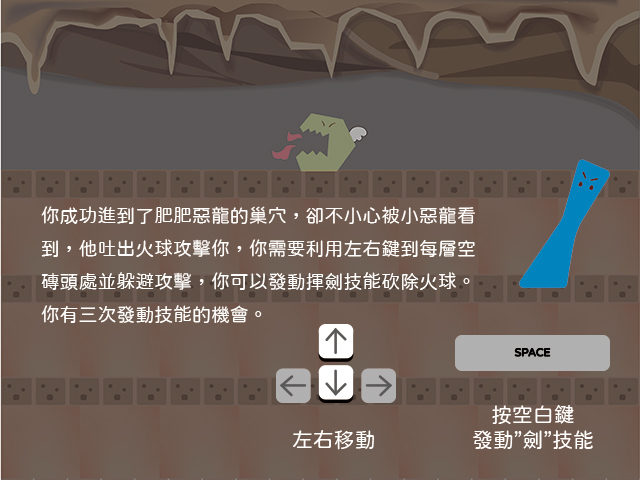 你成功進到了肥肥惡龍的巢穴，卻不小心被小惡龍看
到，他吐出火球攻擊你，你需要利用左右鍵到每層空
磚頭處並躲避攻擊，你可以發動揮劍技能砍除火球。
你有三次發動技能的機會。
SPACE
左右移動
按空白鍵
發動"劍"技能